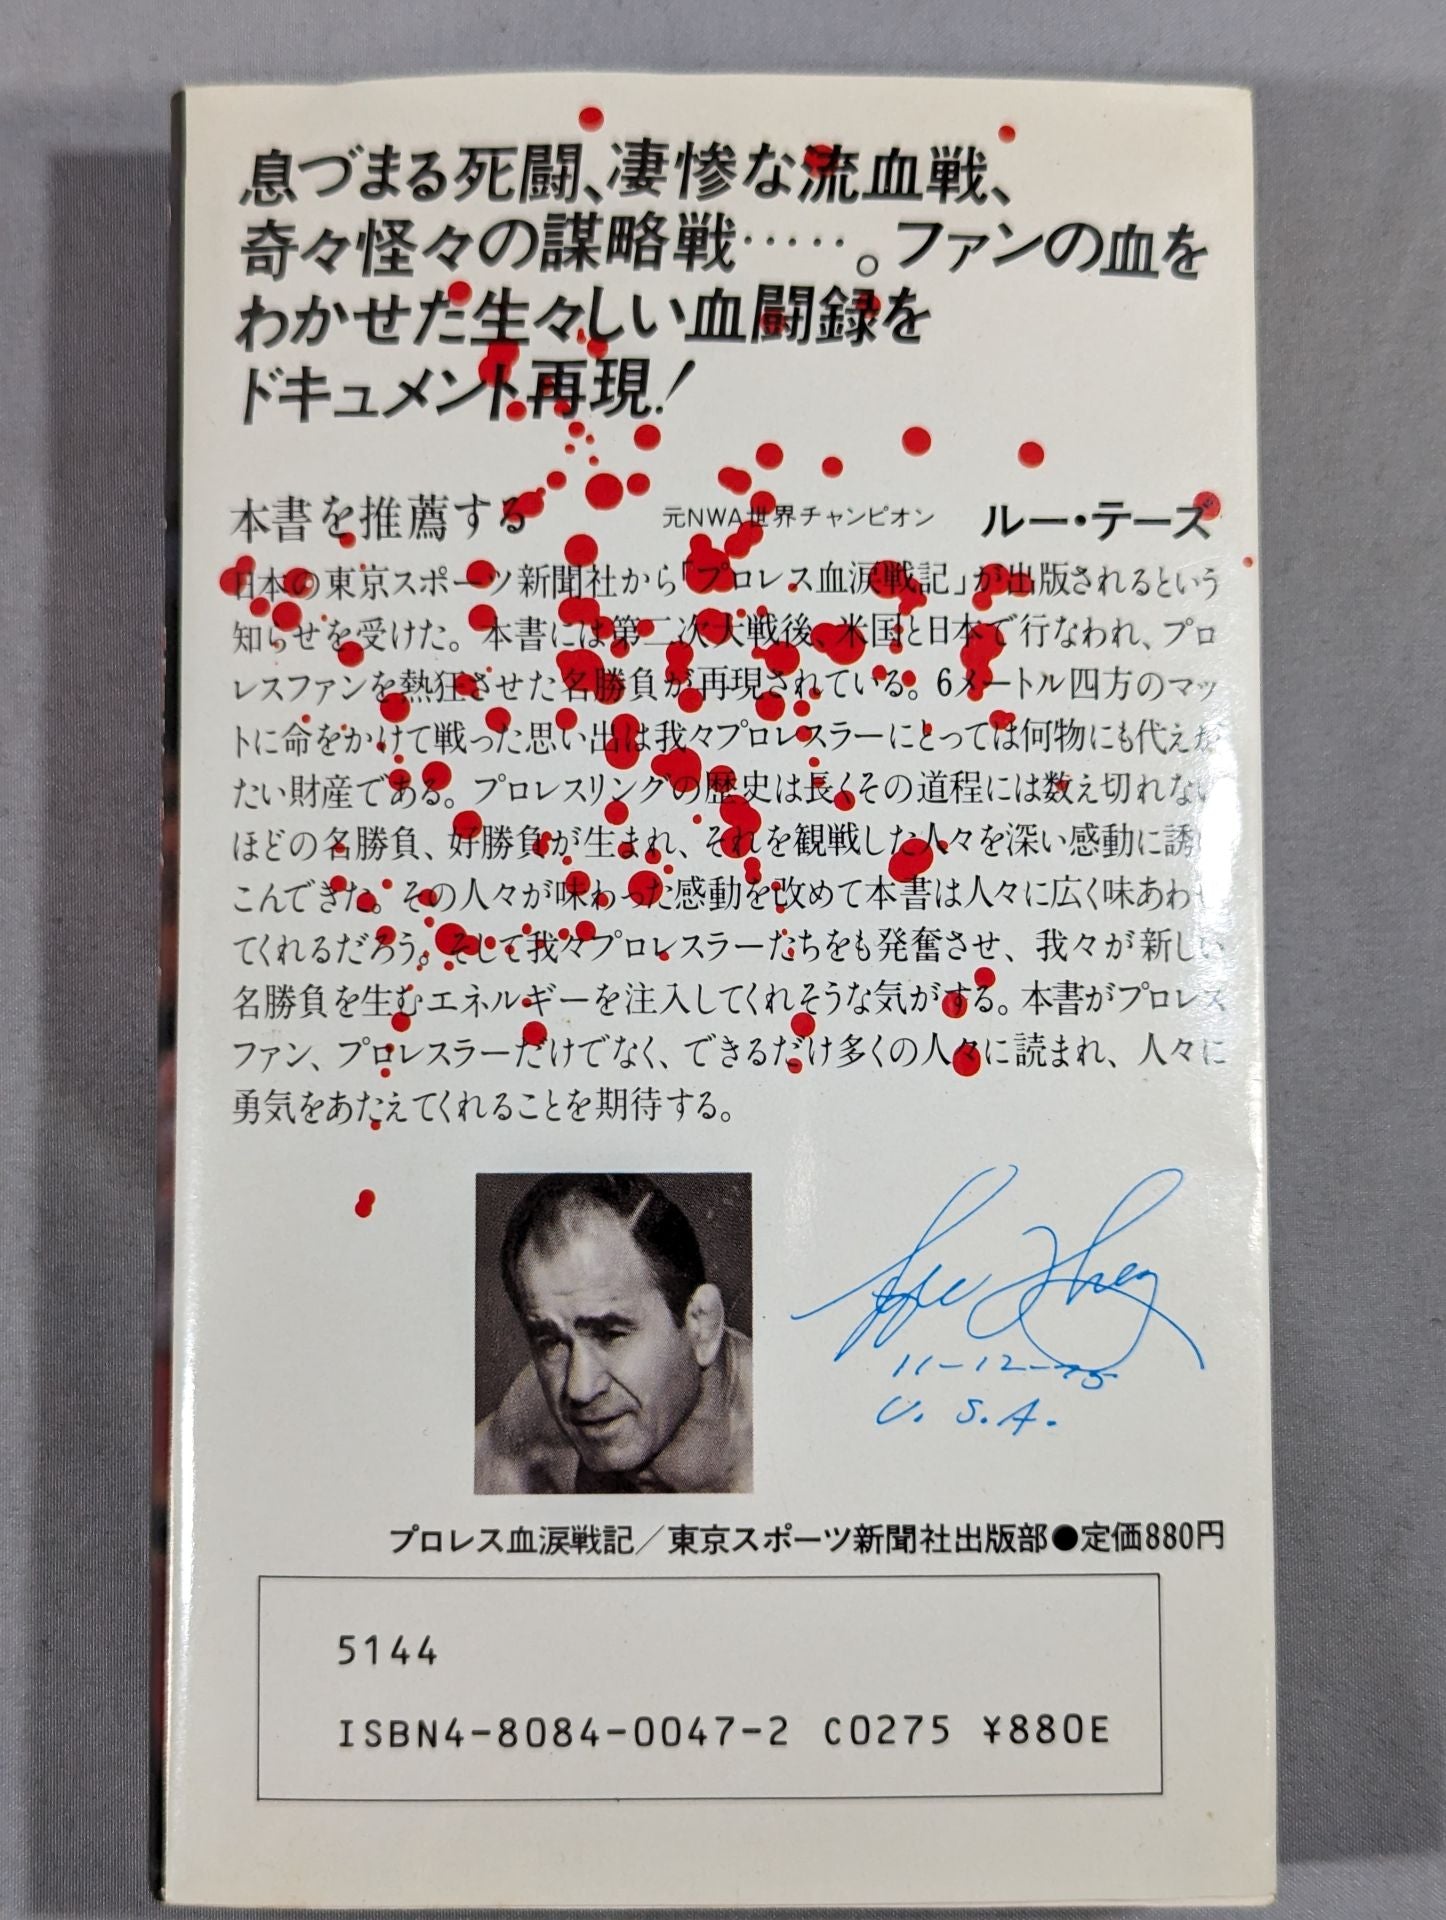 息づまる死闘、凄惨な流血戦、
奇々怪々の謀略戦……。ファンの血を
わかせた生々しい血闘録を
ドキュメント再現!
本書を推薦する 元NWA世界チャンピオン ルー・テーズ
日本の東京スポーツ新聞社から「プロレス血涙戦記」が出版されるという
知らせを受けた。本書には第二次大戦後、米国と日本で行なわれ、プロ
レスファンを熱狂させた名勝負が再現されている。6メートル四方のマッ
トに命をかけて戦った思い出は我々プロレスラーにとっては何物にも代えが
たい財産である。プロレスリングの歴史は長くその道程には数え切れない
ほどの名勝負、好勝負が生まれ、それを観戦した人々を深い感動に誘い
こんできた。その人々が味わった感動を改めて本書は人々に広く味あわせ
てくれるだろう。そして我々プロレスラーたちをも発奮させ、我々が新しい
名勝負を生むエネルギーを注入してくれそうな気がする。本書がプロレス
ファン、プロレスラーだけでなく、できるだけ多くの人々に読まれ、人々に
勇気をあたえてくれることを期待する。
Lou Thesz
11-12-75
U.S.A.
プロレス血涙戦記/東京スポーツ新聞社出版部●定価880円
5144
ISBN4-8084-0047-2 C0275 ¥880E